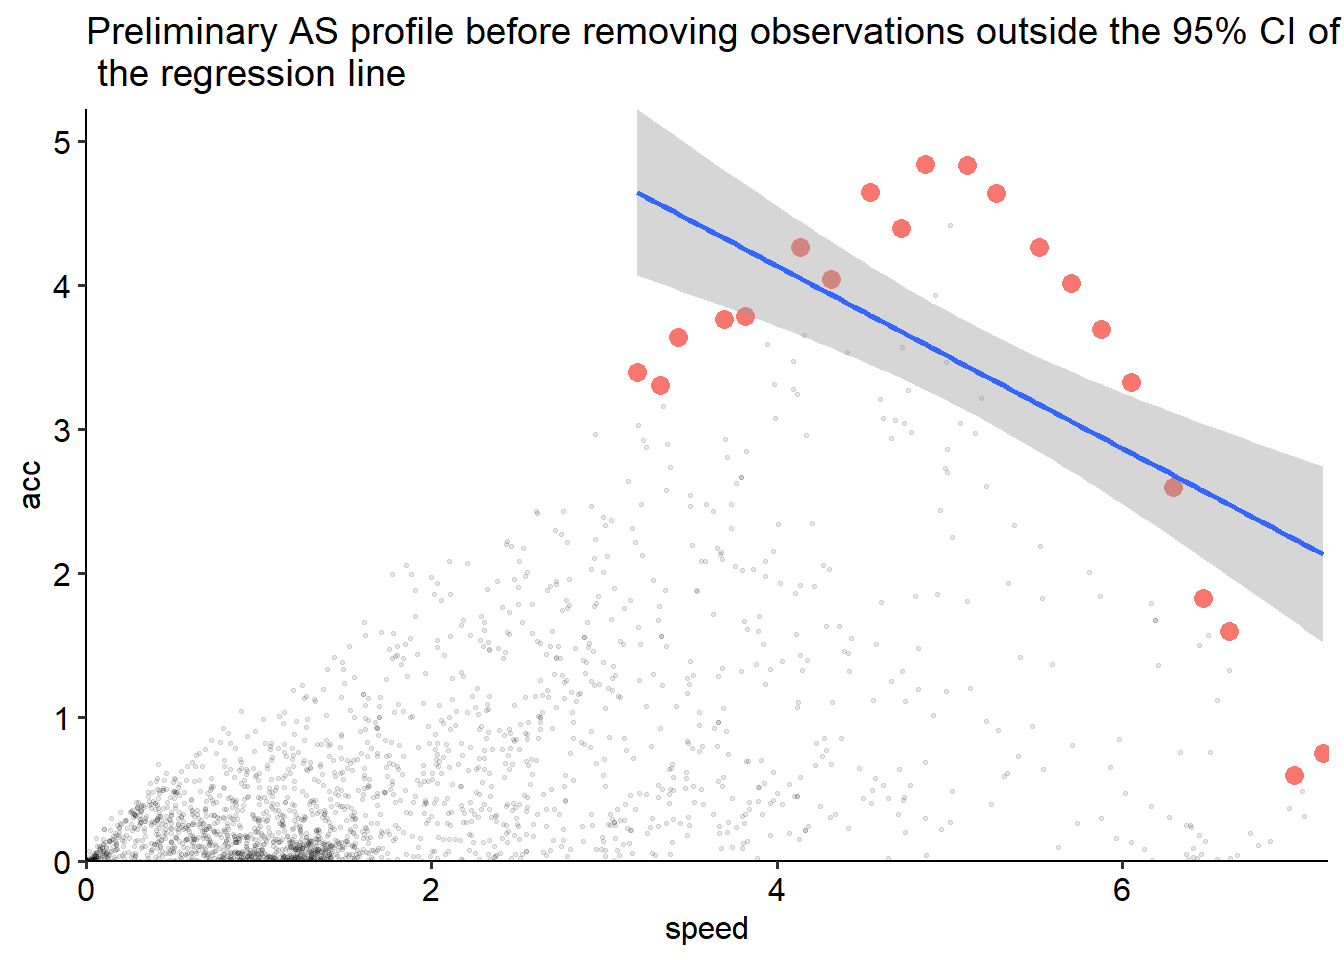 Preliminary AS profile before removing observations outside the 95% CI of
the regression line
5
4
3
2
1
0
acc
0 2 4 6
speed